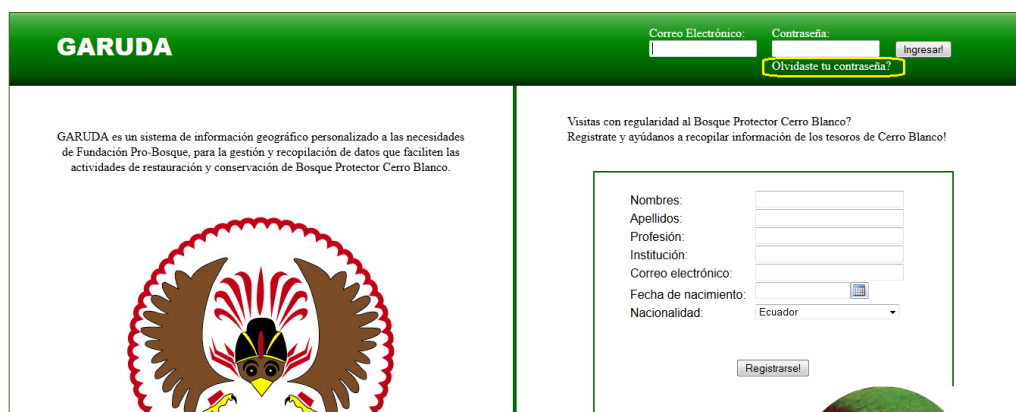 GARUDA
Correo Electrónico:
Contraseña:
Ingresar!
Olvidaste tu contraseña?
GARUDA es un sistema de información geográfico personalizado a las necesidades
de Fundación Pro-Bosque, para la gestión y recopilación de datos que faciliten las
actividades de restauración y conservación de Bosque Protector Cerro Blanco.
Visitas con regularidad al Bosque Protector Cerro Blanco?
Registrate y ayúdanos a recopilar información de los tesoros de Cerro Blanco!
Nombres:
Apellidos:
Profesión:
Institución:
Correo electrónico:
Fecha de nacimiento:
Nacionalidad: Ecuador
Registrarse!